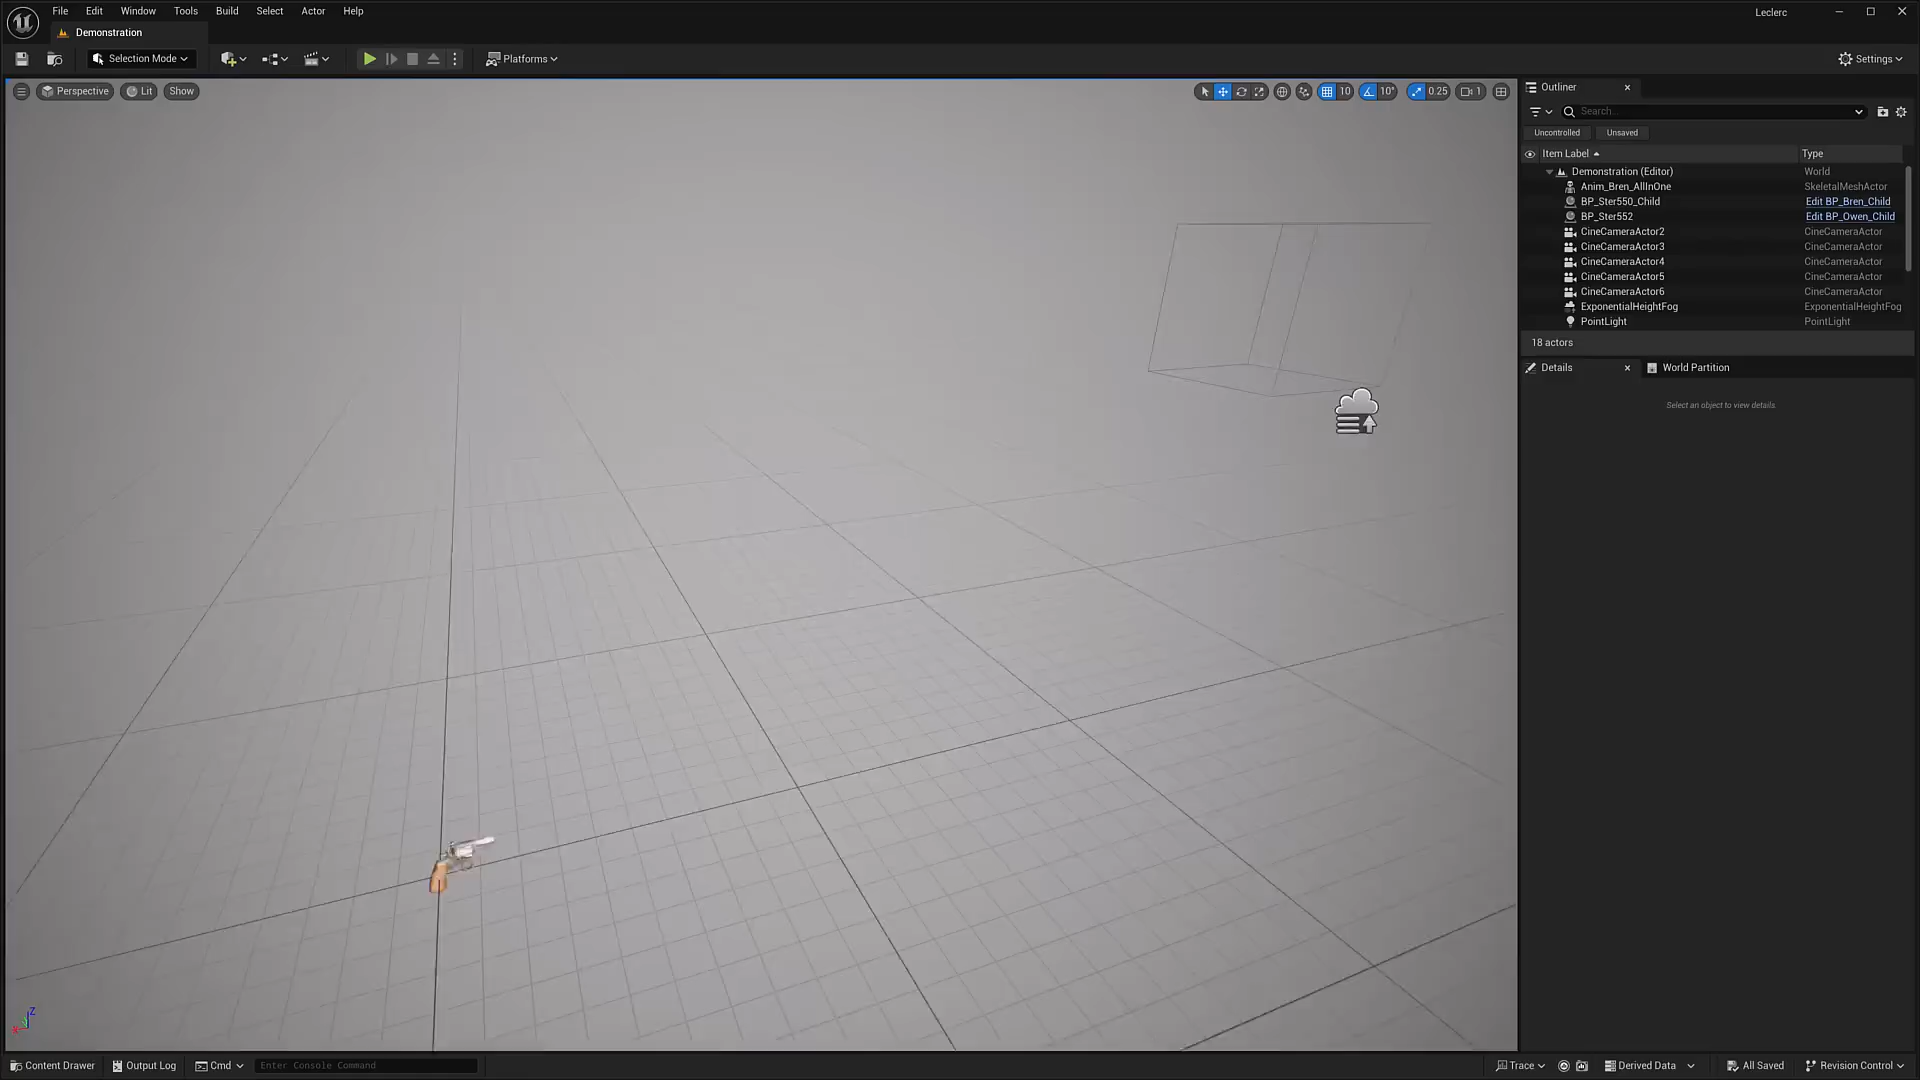 File Edit Window Tools Build Select Actor Help
Leclerc
Demonstration
Selection Mode
Platforms
Settings
Perspective Lit Show
10 10° 0.25 1
Outliner
Search...
Uncontrolled Unsaved
Item Label Type
Demonstration (Editor) World
Anim_Bren_AllInOne SkeletalMeshActor
BP_Ster550_Child Edit BP_Bren_Child
BP_Ster552 Edit BP_Owen_Child
CineCameraActor2 CineCameraActor
CineCameraActor3 CineCameraActor
CineCameraActor4 CineCameraActor
CineCameraActor5 CineCameraActor
CineCameraActor6 CineCameraActor
ExponentialHeightFog ExponentialHeightFog
PointLight PointLight
18 actors
Details World Partition
Select an object to view details.
Z
X
Content Drawer Output Log Cmd Enter Console Command
Trace Derived Data All Saved Revision Control